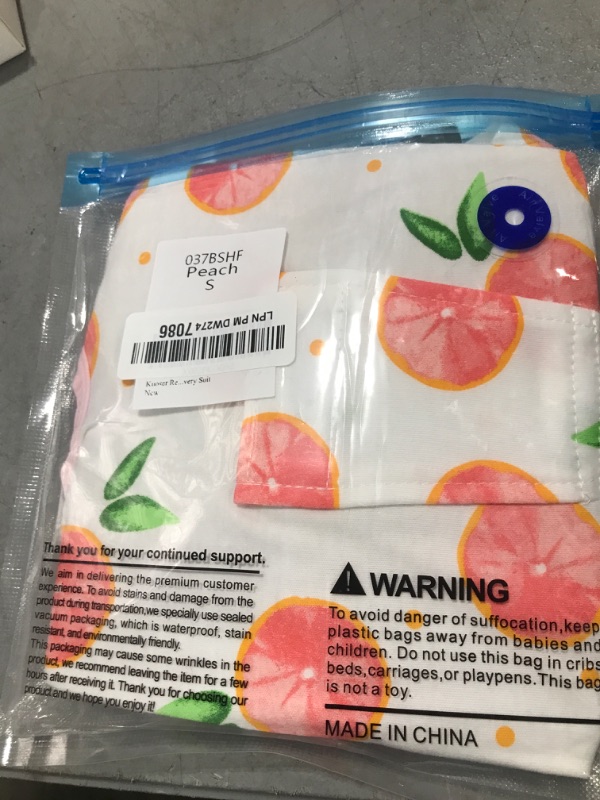 037BSHF
Peach
S
LPN PM DW274 7086
Suit
New
Thank you for your continued support.
We aim in delivering the premium customer
experience. To avoid stains and damage from the
product during transportation,we specially use sealed
vacuum packaging, which is waterproof, stain
resistant, and environmentally friendly.
This packaging may cause some wrinkles in the
product, we recommend leaving the item for a few
hours after receiving it. Thank you for choosing our
product and we hope you enjoy it!
WARNING
To avoid danger of suffocation,keep
plastic bags away from babies and
children. Do not use this bag in cribs
beds,carriages,or playpens.This bag
is not a toy.
MADE IN CHINA